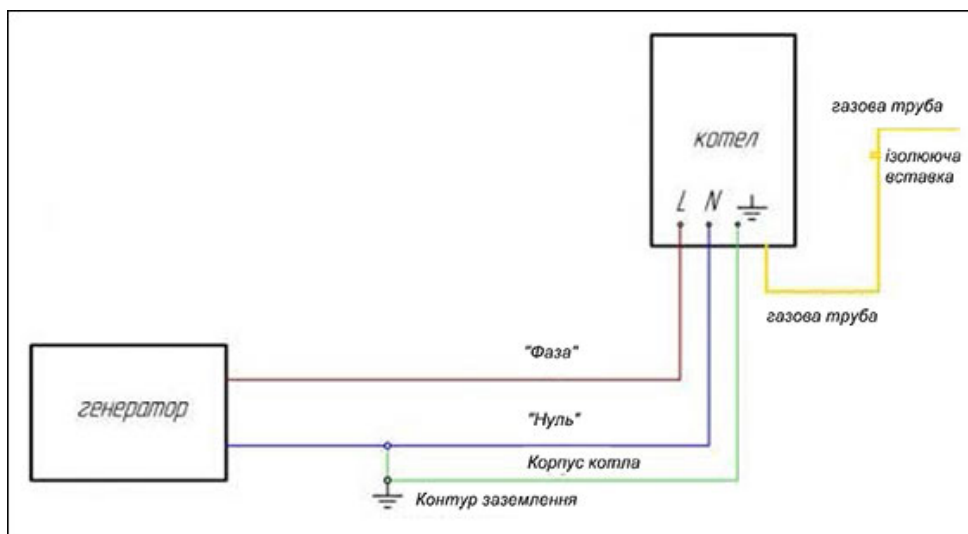 газова труба
котел
ізолююча
вставка
L N
газова труба
"Фаза"
генератор
"Нуль"
Корпус котла
Контур заземлення